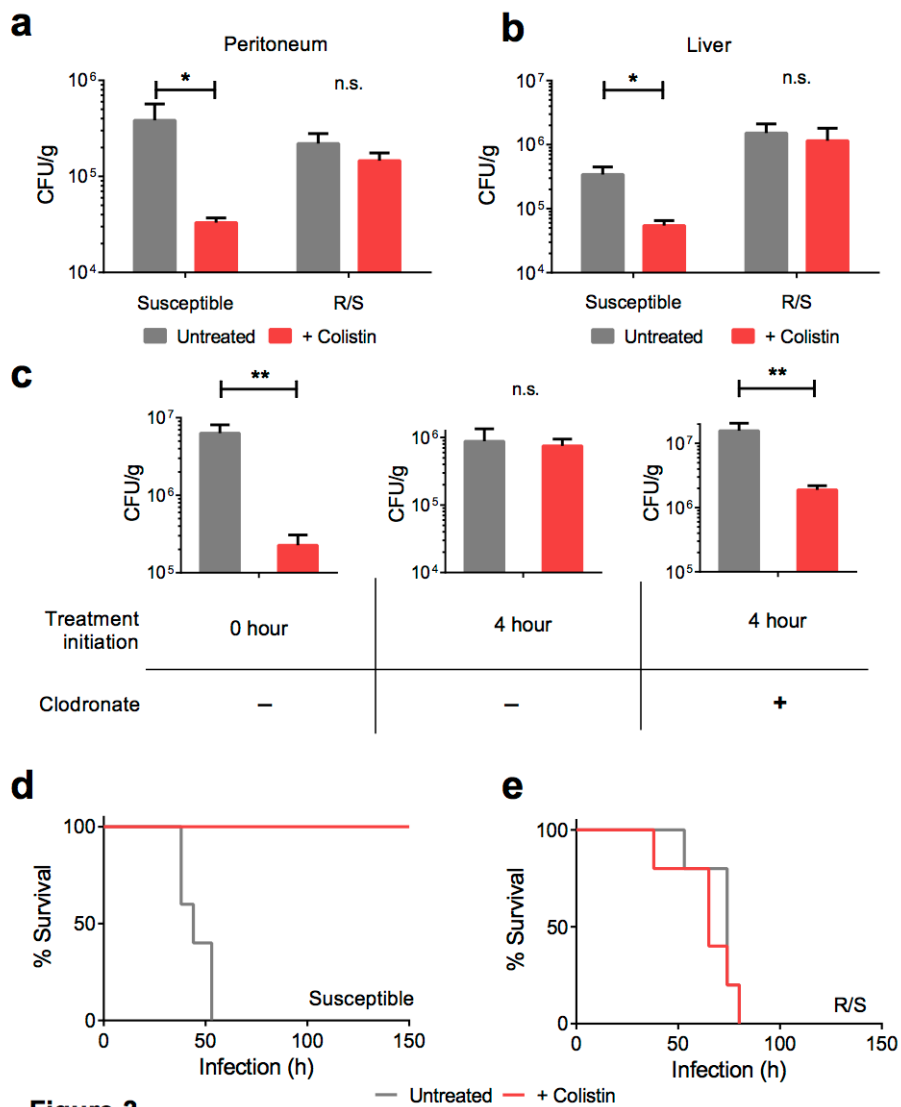 a
Peritoneum
CFU/g
10⁶
10⁵
10⁴
*
n.s.
Susceptible
R/S
Untreated
+ Colistin
b
Liver
CFU/g
10⁷
10⁶
10⁵
10⁴
*
n.s.
Susceptible
R/S
Untreated
+ Colistin
c
**
CFU/g
10⁷
10⁶
10⁵
n.s.
CFU/g
10⁶
10⁵
10⁴
**
CFU/g
10⁷
10⁶
10⁵
Treatment
initiation
0 hour
4 hour
4 hour
Clodronate
–
–
+
d
% Survival
100
50
0
0 50 100 150
Susceptible
Infection (h)
e
% Survival
100
50
0
0 50 100 150
R/S
Infection (h)
Untreated
+ Colistin